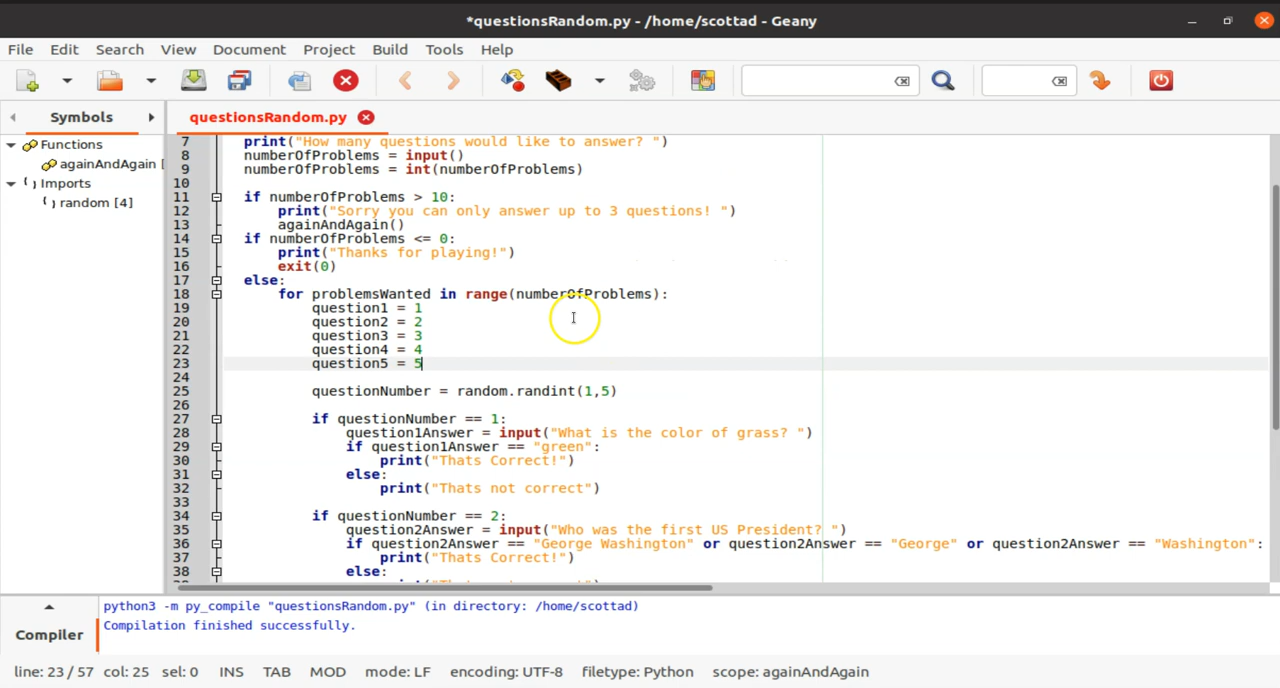 *questionsRandom.py - /home/scottad - Geany
File Edit Search View Document Project Build Tools Help
Symbols questionsRandom.py
Functions
againAndAgain [
Imports
random [4]
7 print("How many questions would like to answer? ")
8 numberOfProblems = input()
9 numberOfProblems = int(numberOfProblems)
10
11 if numberOfProblems > 10:
12 print("Sorry you can only answer up to 3 questions! ")
13 againAndAgain()
14 if numberOfProblems <= 0:
15 print("Thanks for playing!")
16 exit(0)
17 else:
18 for problemsWanted in range(numberOfProblems):
19 question1 = 1
20 question2 = 2
21 question3 = 3
22 question4 = 4
23 question5 = 5
24
25 questionNumber = random.randint(1,5)
26
27 if questionNumber == 1:
28 question1Answer = input("What is the color of grass? ")
29 if question1Answer == "green":
30 print("Thats Correct!")
31 else:
32 print("Thats not correct")
33
34 if questionNumber == 2:
35 question2Answer = input("Who was the first US President? ")
36 if question2Answer == "George Washington" or question2Answer == "George" or question2Answer == "Washington":
37 print("Thats Correct!")
38 else:
Compiler
python3 -m py_compile "questionsRandom.py" (in directory: /home/scottad)
Compilation finished successfully.
line: 23 / 57 col: 25 sel: 0 INS TAB MOD mode: LF encoding: UTF-8 filetype: Python scope: againAndAgain